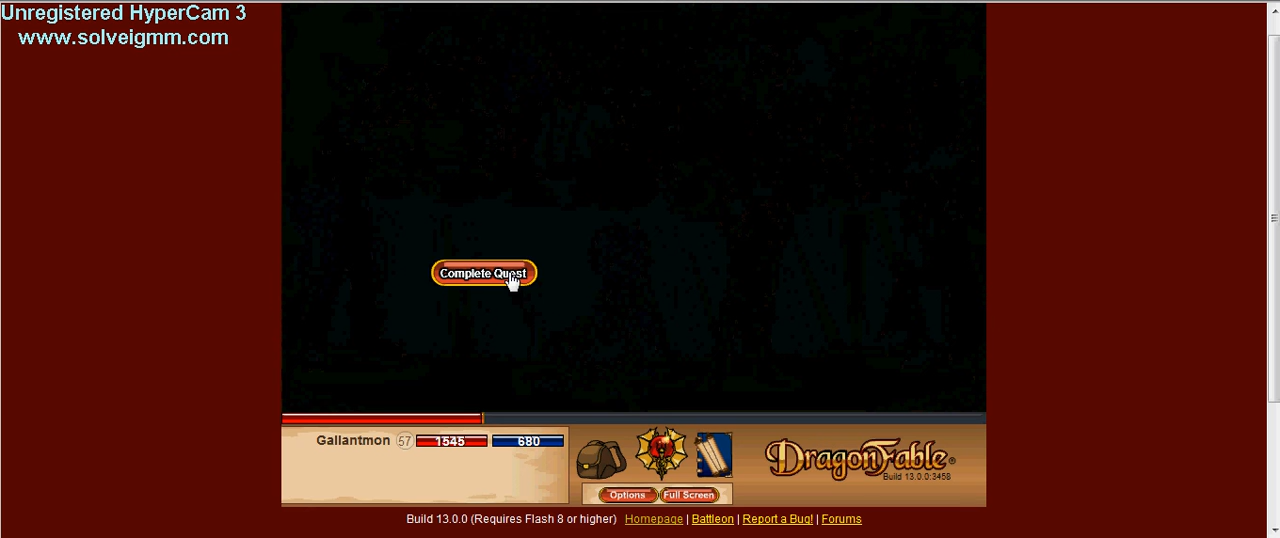 Unregistered HyperCam 3
www.solveigmm.com
Complete Quest
Gallantmon 57 1545 680
DragonFable®
Build 13.0.0:3458
Options Full Screen
Build 13.0.0 (Requires Flash 8 or higher) Homepage | Battleon | Report a Bug! | Forums